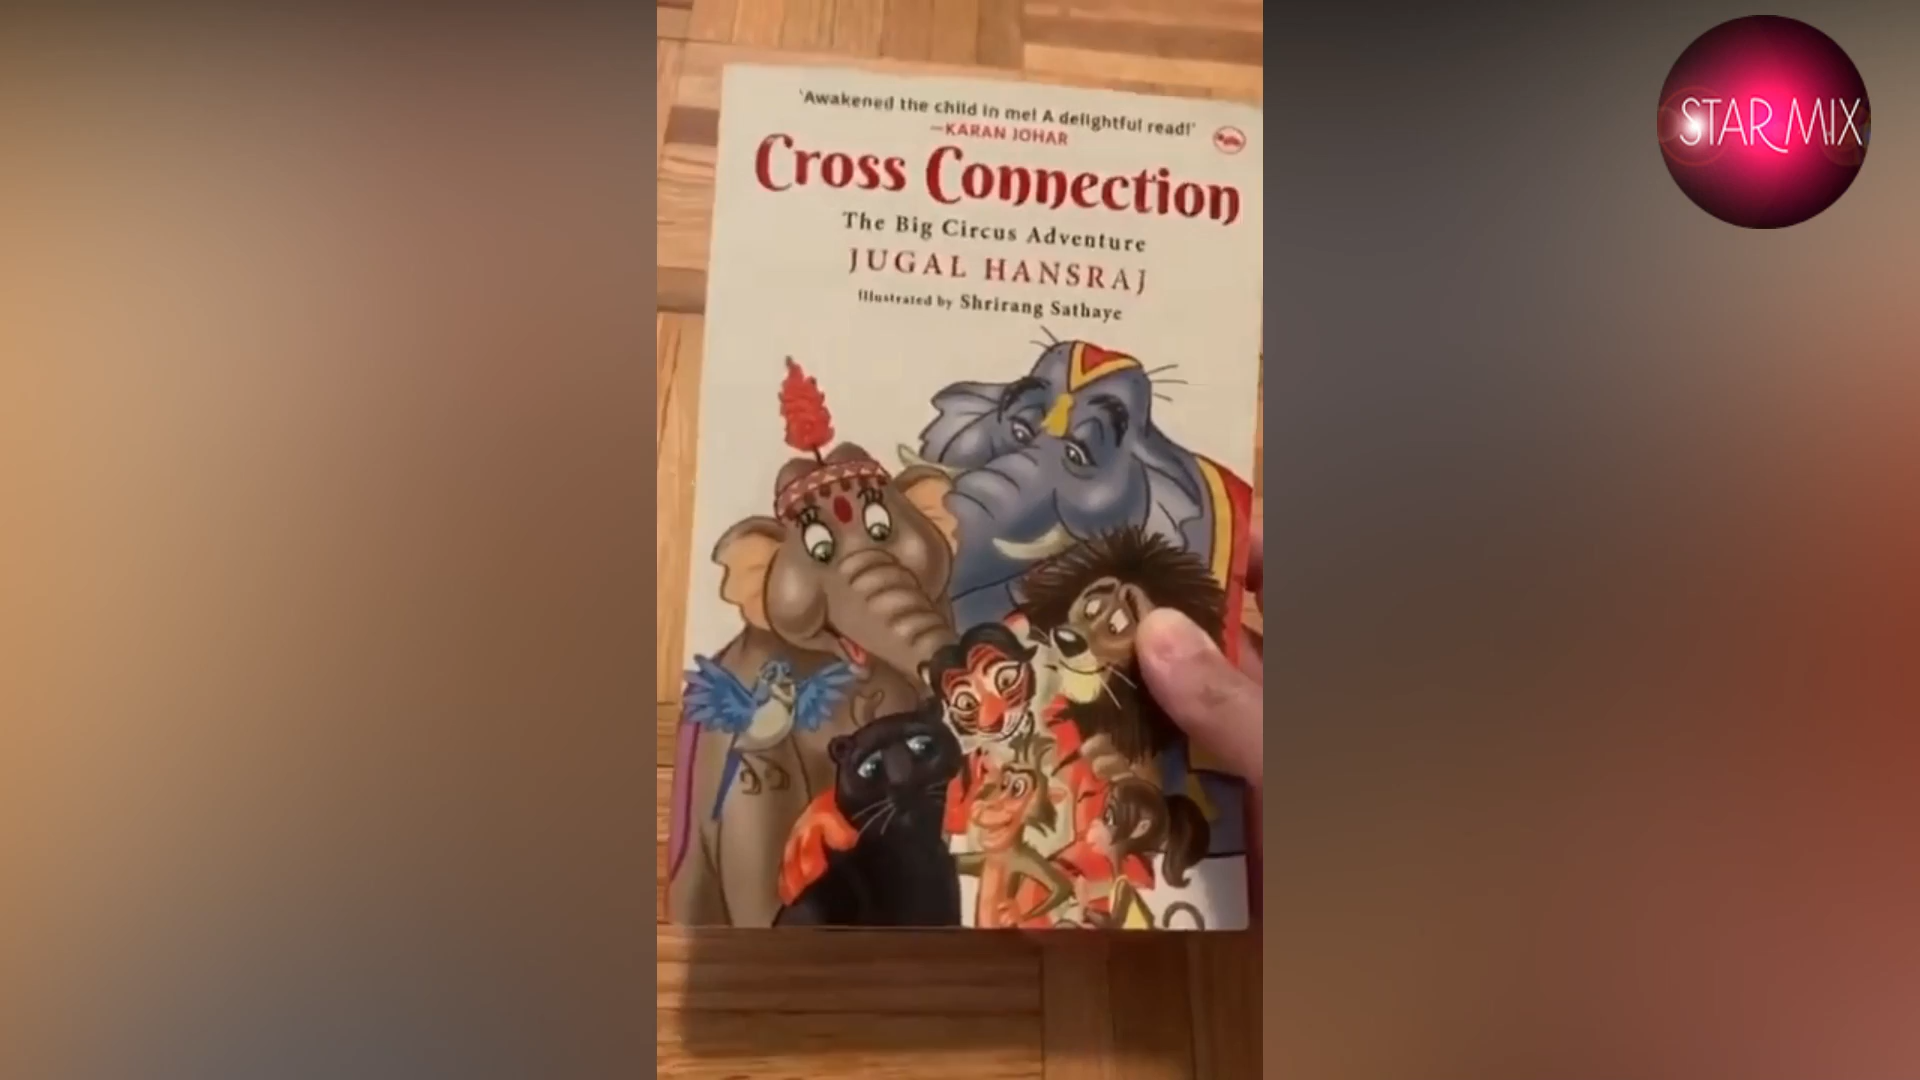 'Awakened the child in me! A delightful read!'
—KARAN JOHAR
Cross Connection
The Big Circus Adventure
JUGAL HANSRAJ
Illustrated by Shrirang Sathaye
STAR MIX